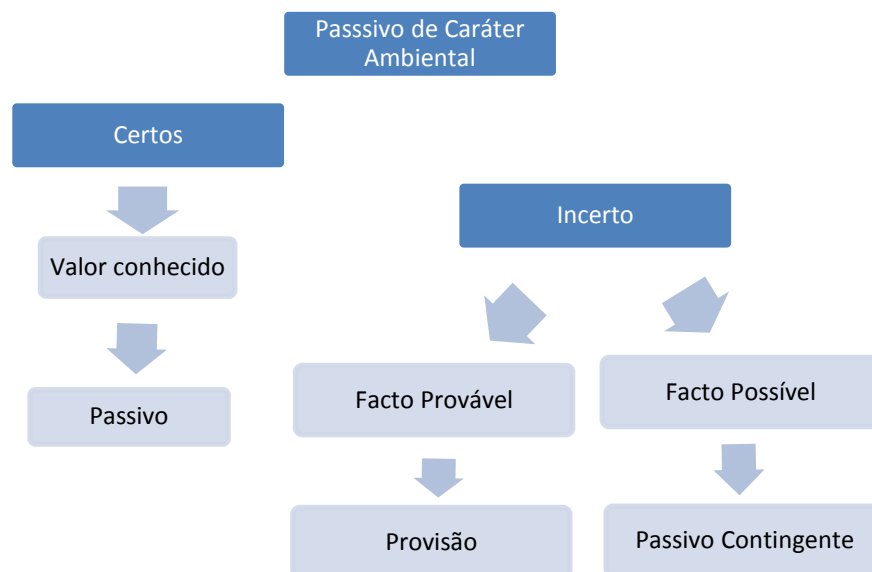 Passsivo de Caráter
Ambiental
Certos
Valor conhecido
Passivo
Incerto
Facto Provável
Facto Possível
Provisão
Passivo Contingente